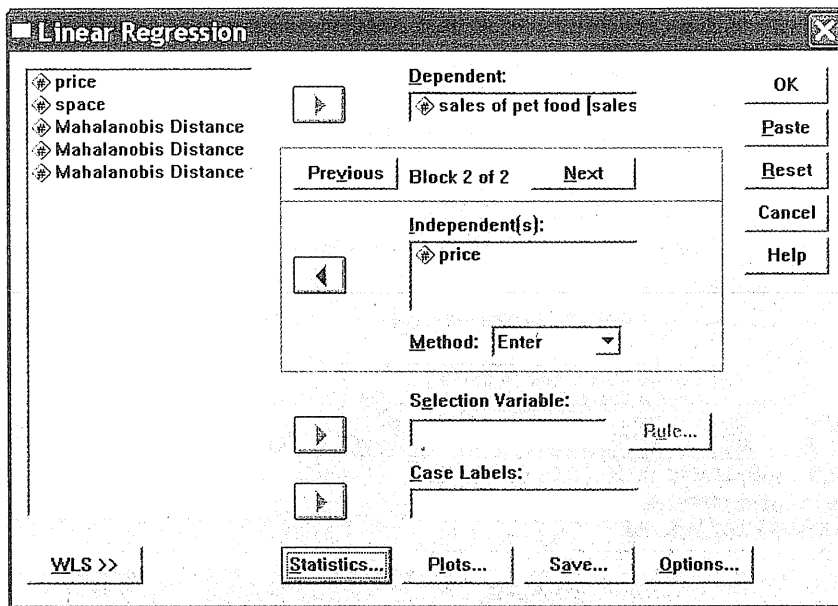 Linear Regression
price
space
Mahalanobis Distance
Mahalanobis Distance
Mahalanobis Distance
Dependent:
sales of pet food [sales
Previous
Block 2 of 2
Next
Independent(s):
price
Method: Enter
Selection Variable:
Rule...
Case Labels:
WLS >>
Statistics...
Plots...
Save...
Options...
OK
Paste
Reset
Cancel
Help